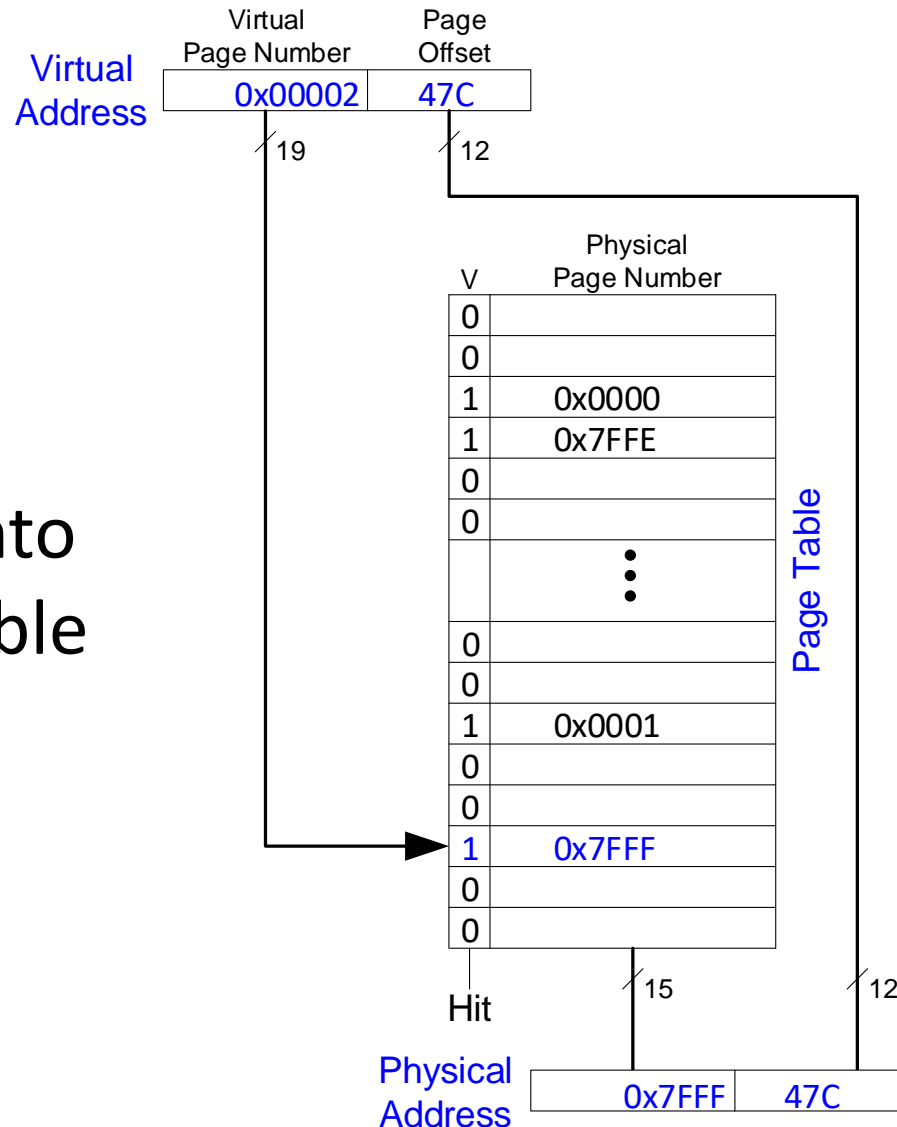 Virtual
Page Number
Page
Offset
Virtual
Address
0x00002
47C
19
12
Physical
Page Number
V
0
0
1 0x0000
1 0x7FFE
0
0
nto
ble
Page Table
0
0
1 0x0001
0
0
1 0x7FFF
0
0
Hit
15
12
Physical
Address
0x7FFF
47C